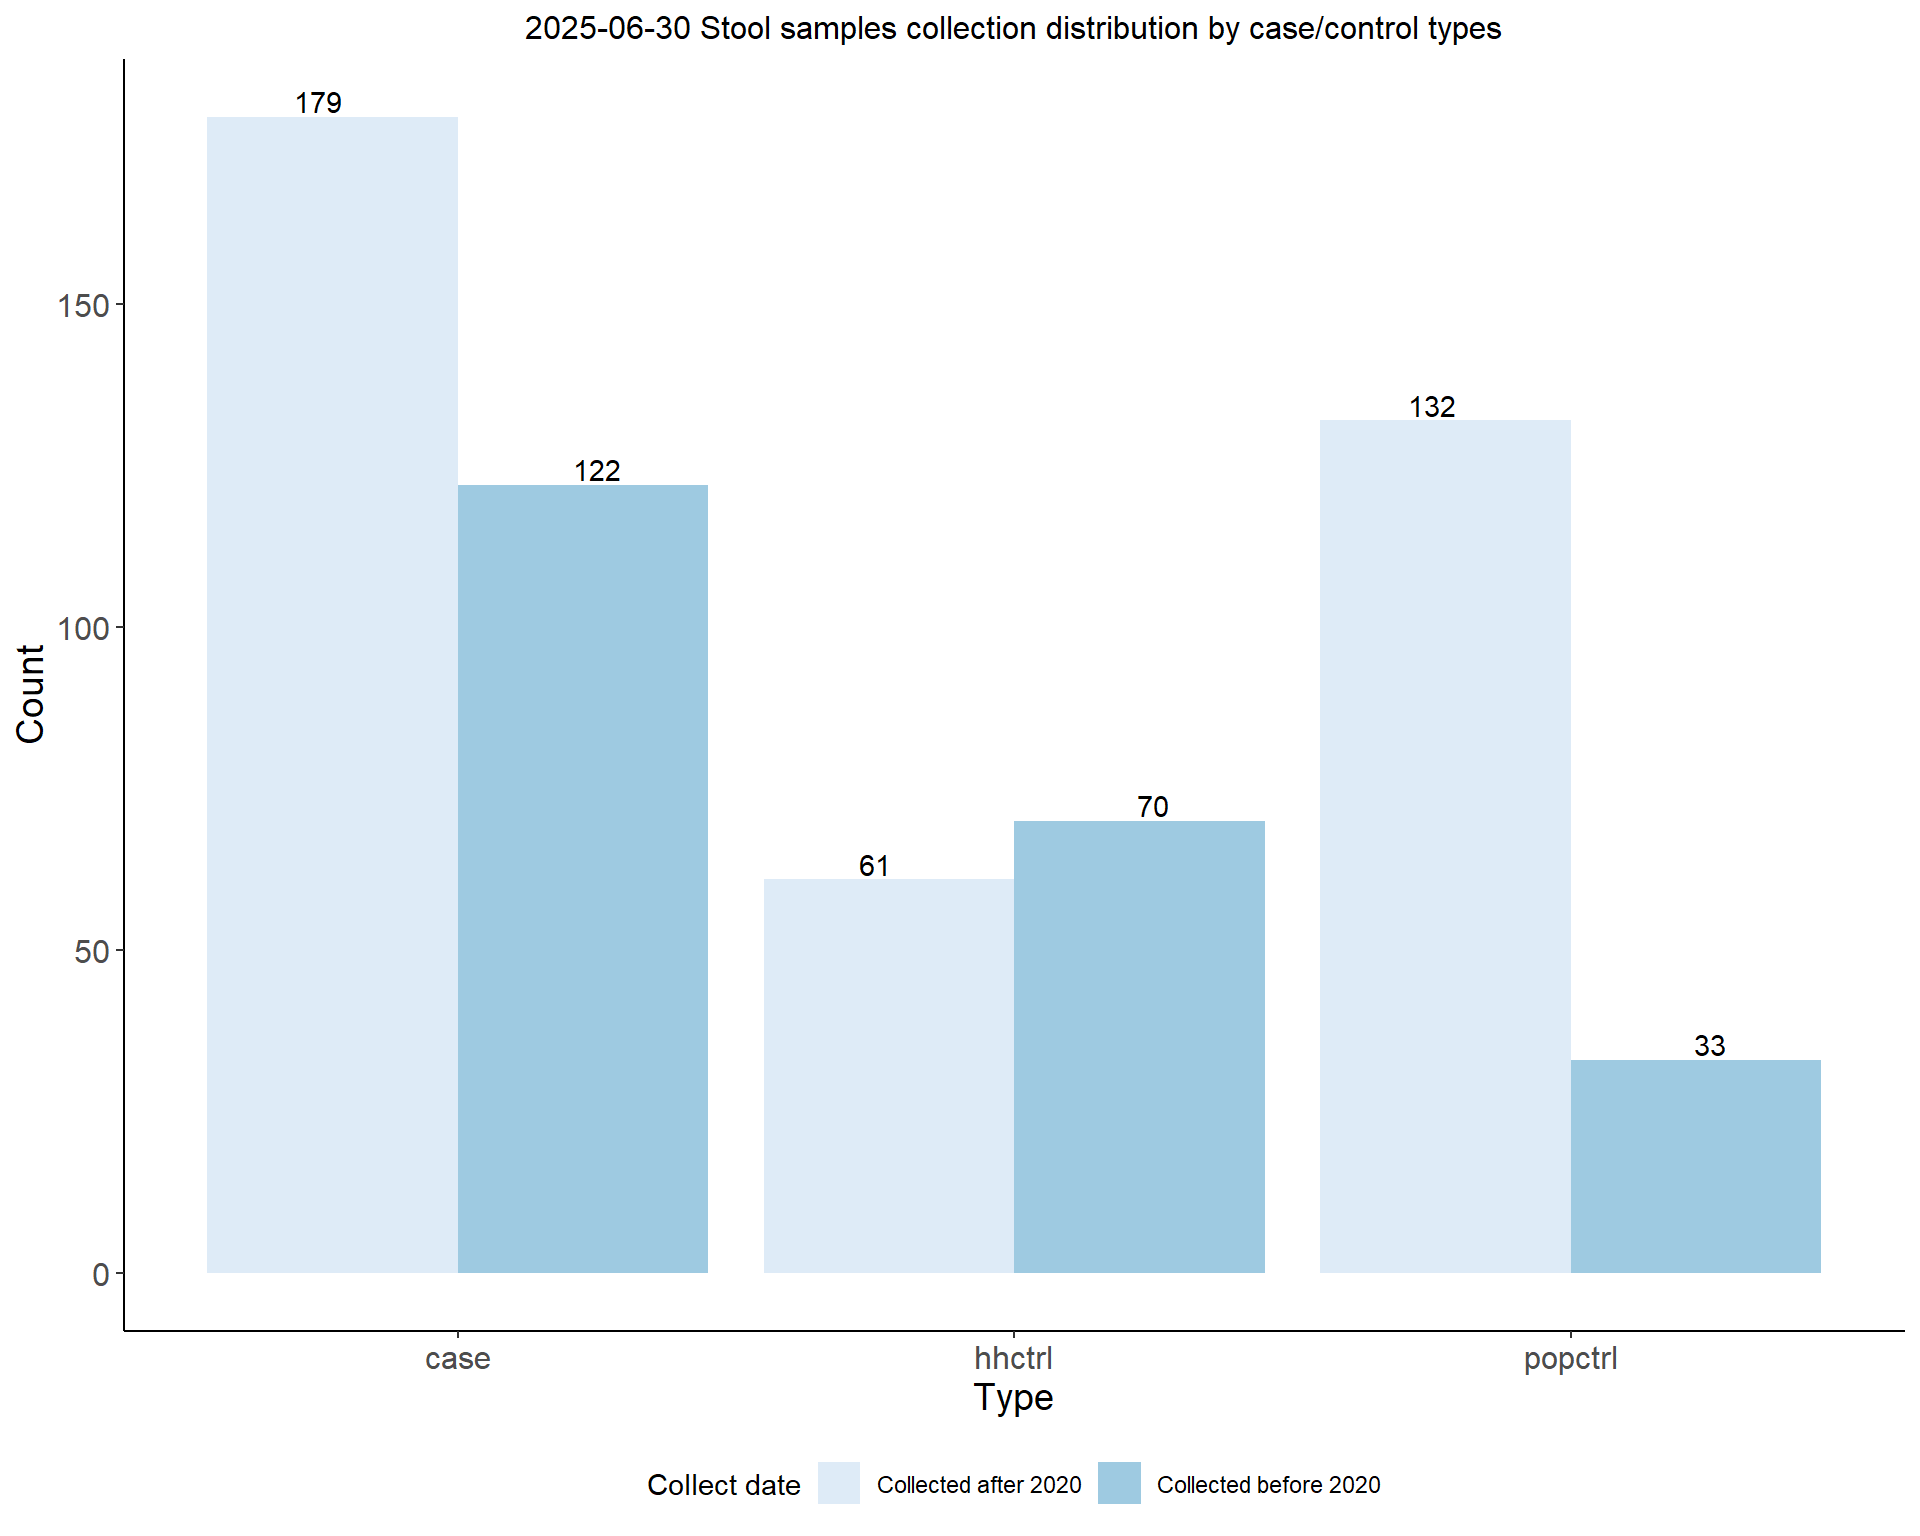 2025-06-30 Stool samples collection distribution by case/control types
179
122
61
70
132
33
150
100
50
0
Count
case hhctrl popctrl
Type
Collect date Collected after 2020 Collected before 2020